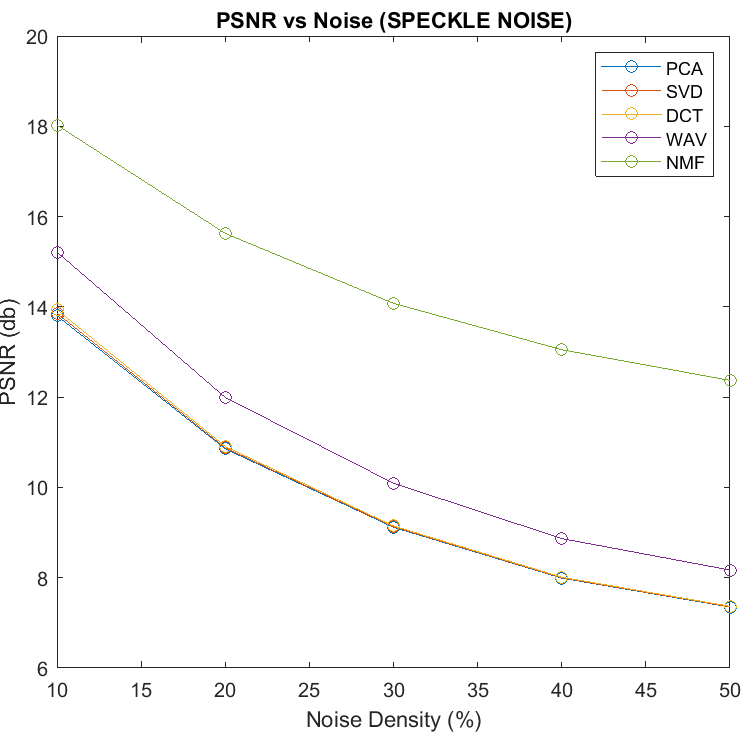 PSNR vs Noise (SPECKLE NOISE)
PSNR (db)
20
18
16
14
12
10
8
6
PCA
SVD
DCT
WAV
NMF
10 15 20 25 30 35 40 45 50
Noise Density (%)